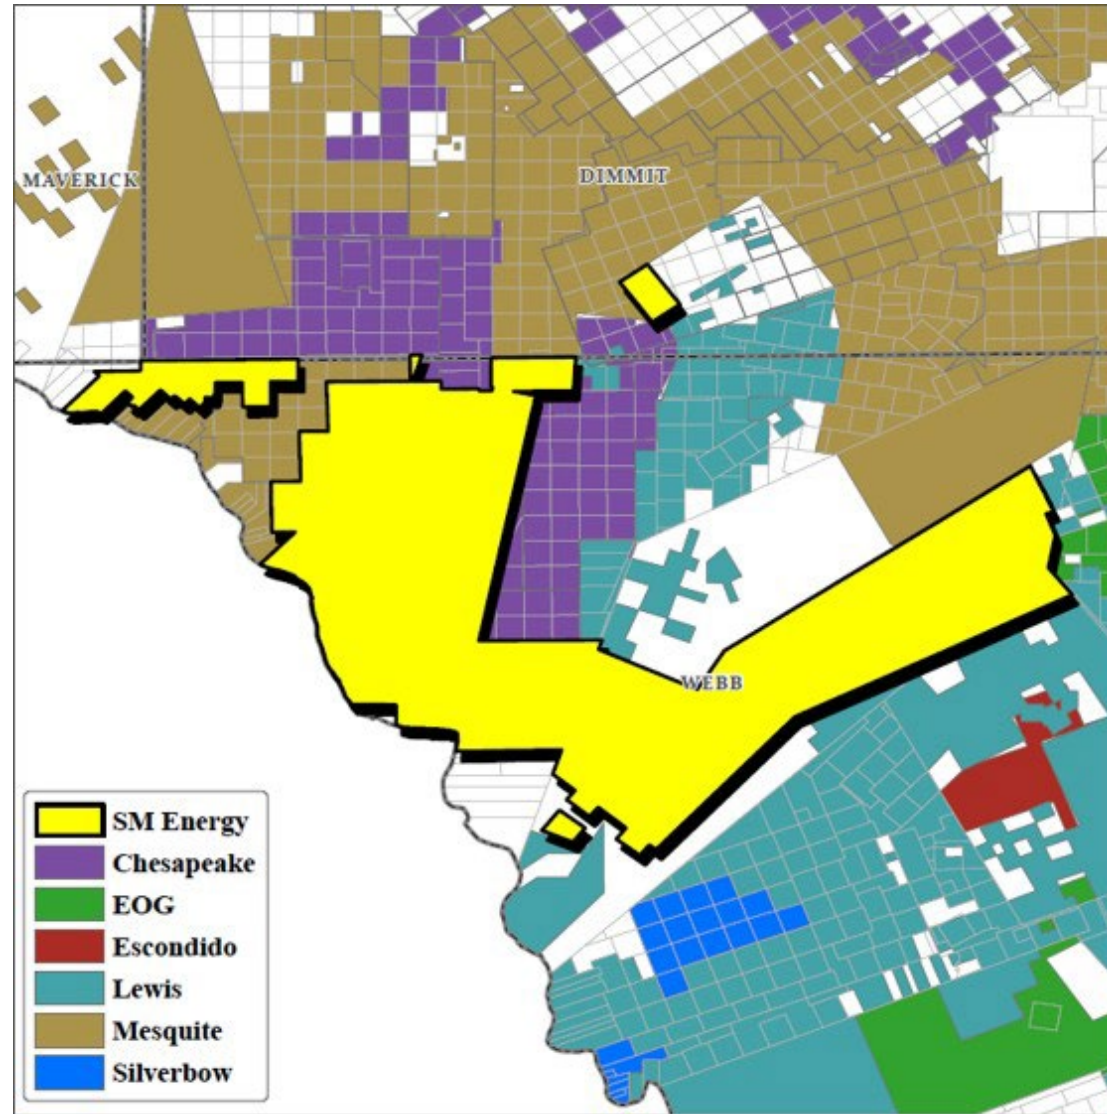 MAVERICK
DIMMIT
WEBB
SM Energy
Chesapeake
EOG
Escondido
Lewis
Mesquite
Silverbow